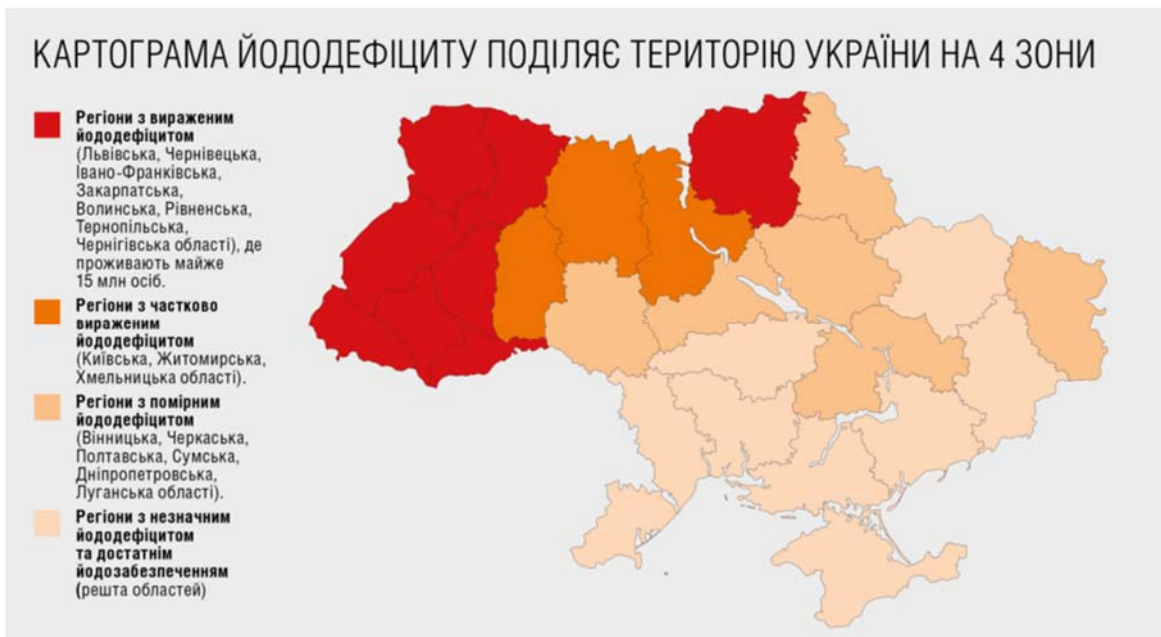 КАРТОГРАМА ЙОДОДЕФІЦИТУ ПОДІЛЯЄ ТЕРИТОРІЮ УКРАЇНИ НА 4 ЗОНИ
Регіони з вираженим
йододефіцитом
(Львівська, Чернівецька,
Івано-Франківська,
Закарпатська,
Волинська, Рівненська,
Тернопільська,
Чернігівська області), де
проживають майже
15 млн осіб.
Регіони з частково
вираженим
йододефіцитом
(Київська, Житомирська,
Хмельницька області).
Регіони з помірним
йододефіцитом
(Вінницька, Черкаська,
Полтавська, Сумська,
Дніпропетровська,
Луганська області).
Регіони з незначним
йододефіцитом
та достатнім
йодозабезпеченням
(решта областей)